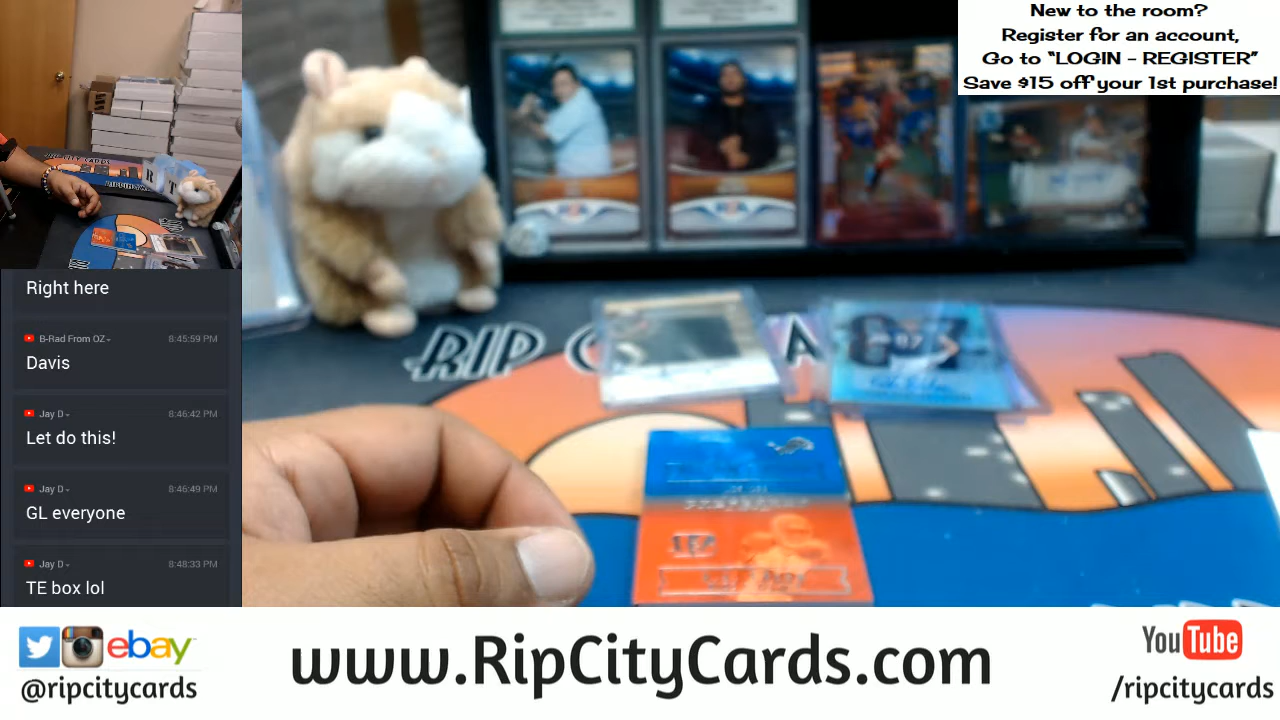 New to the room?
Register for an account,
Go to “LOGIN - REGISTER”
Save $15 off your 1st purchase!
Right here
B-Rad From OZ
8:45:59 PM
Davis
Jay D
8:46:42 PM
Let do this!
Jay D
8:46:49 PM
GL everyone
Jay D
8:48:33 PM
TE box lol
RIP C A
87
ebay
@ripcitycards
www.RipCityCards.com
YouTube
/ripcitycards